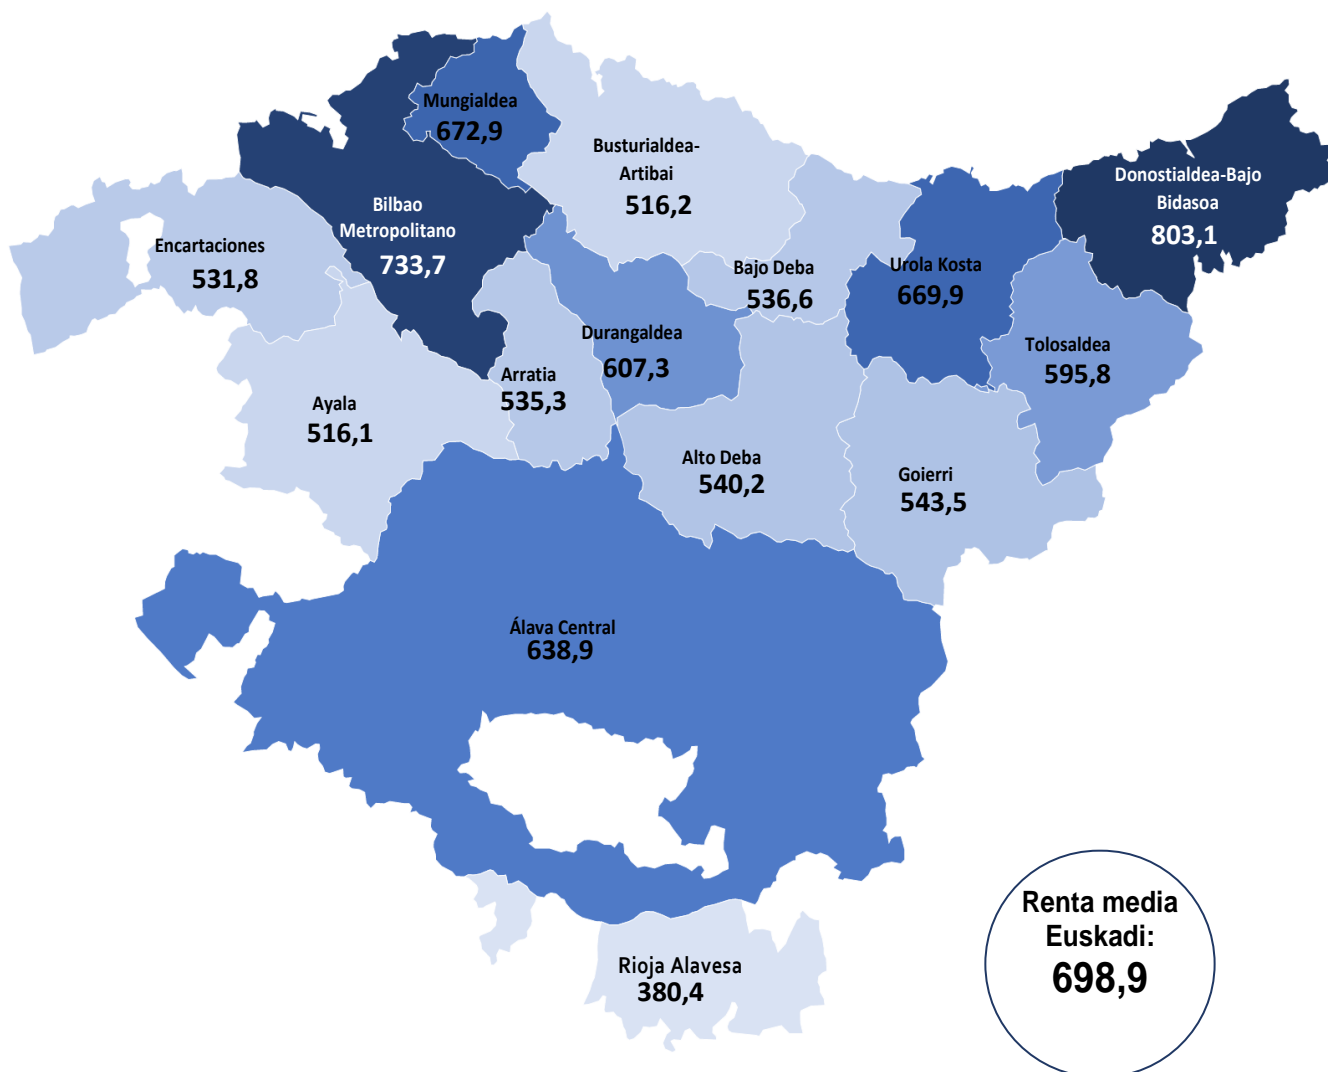 Mungialdea
672,9
Busturialdea-
Artibai
516,2
Donostialdea-Bajo
Bidasoa
803,1
Bilbao
Metropolitano
733,7
Encartaciones
531,8
Bajo Deba
536,6
Urola Kosta
669,9
Durangaldea
607,3
Tolosaldea
595,8
Arratia
535,3
Ayala
516,1
Alto Deba
540,2
Goierri
543,5
Álava Central
638,9
Rioja Alavesa
380,4
Renta media
Euskadi:
698,9